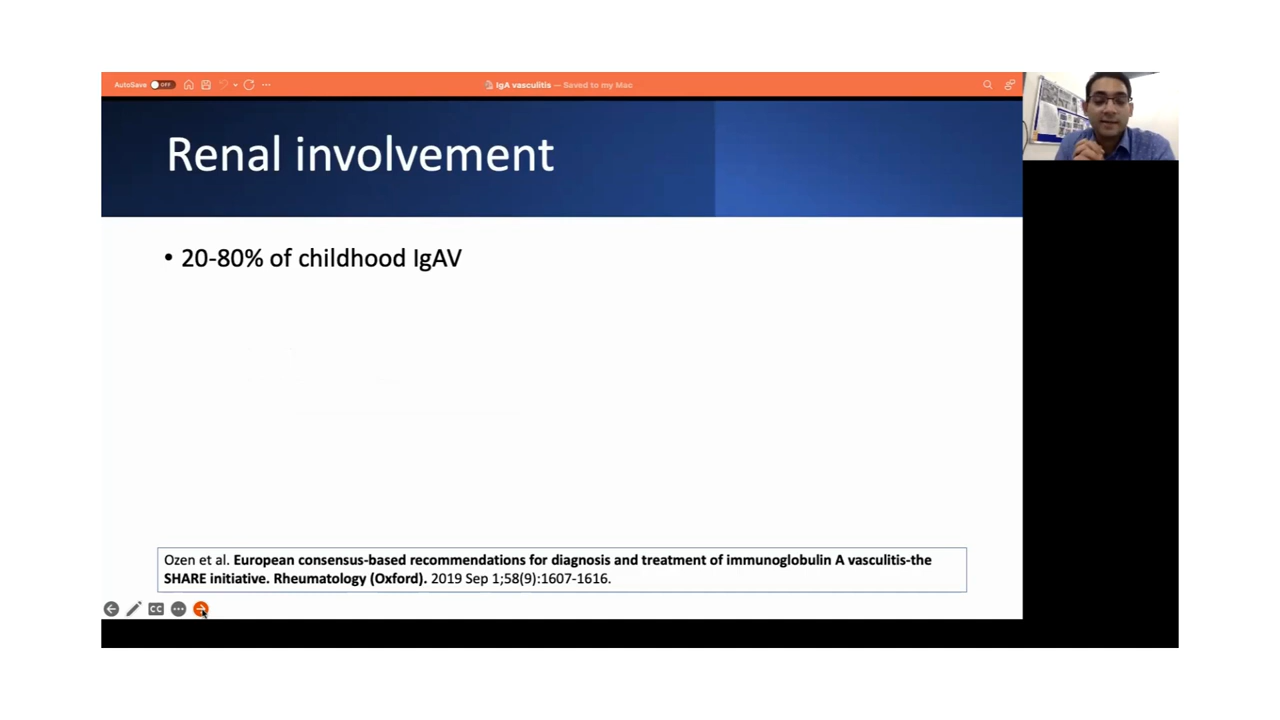 AutoSave OFF
IgA vasculitis — Saved to my Mac
Renal involvement
• 20-80% of childhood IgAV
Ozen et al. European consensus-based recommendations for diagnosis and treatment of immunoglobulin A vasculitis-the
SHARE initiative. Rheumatology (Oxford). 2019 Sep 1;58(9):1607-1616.
CC